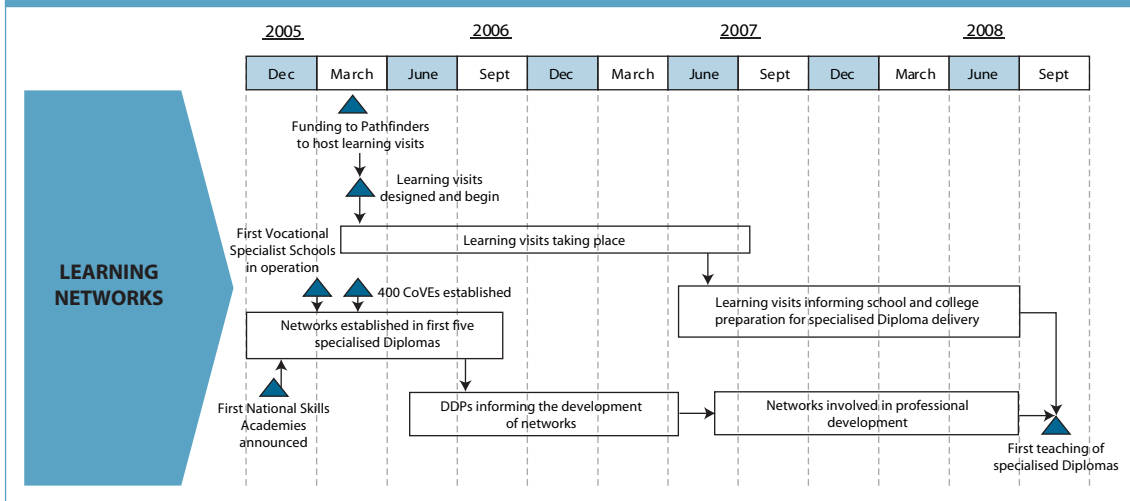 2005 2006 2007 2008
Dec March June Sept Dec March June Sept Dec March June Sept
LEARNING
NETWORKS
Funding to Pathfinders
to host learning visits
Learning visits
designed and begin
First Vocational
Specialist Schools
in operation
Learning visits taking place
400 CoVEs established
Learning visits informing school and college
preparation for specialised Diploma delivery
Networks established in first five
specialised Diplomas
First National Skills
Academies
announced
DDPs informing the development
of networks
Networks involved in professional
development
First teaching of
specialised Diplomas